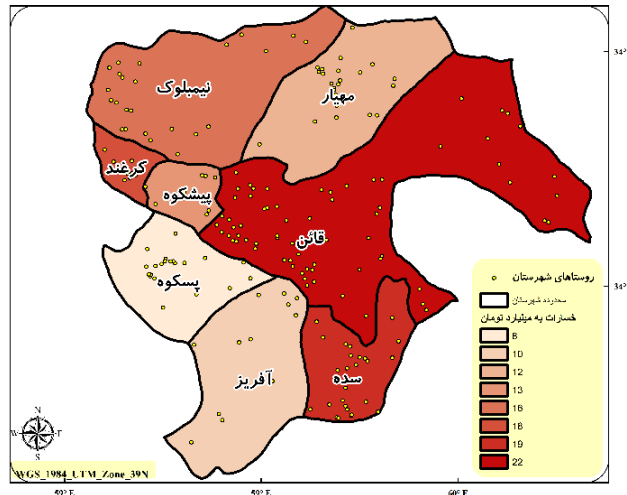 نیمبلوک
مهیار
کرغند
پیشکوه
قائن
پسکوه
آفریز
سده
روستاهای شهرستان
محدوده شهرستان
خسارات به میلیارد تومان
8
10
12
13
16
18
19
22
N
W
S
WGS_1984_UTM_Zone_39N
60°E